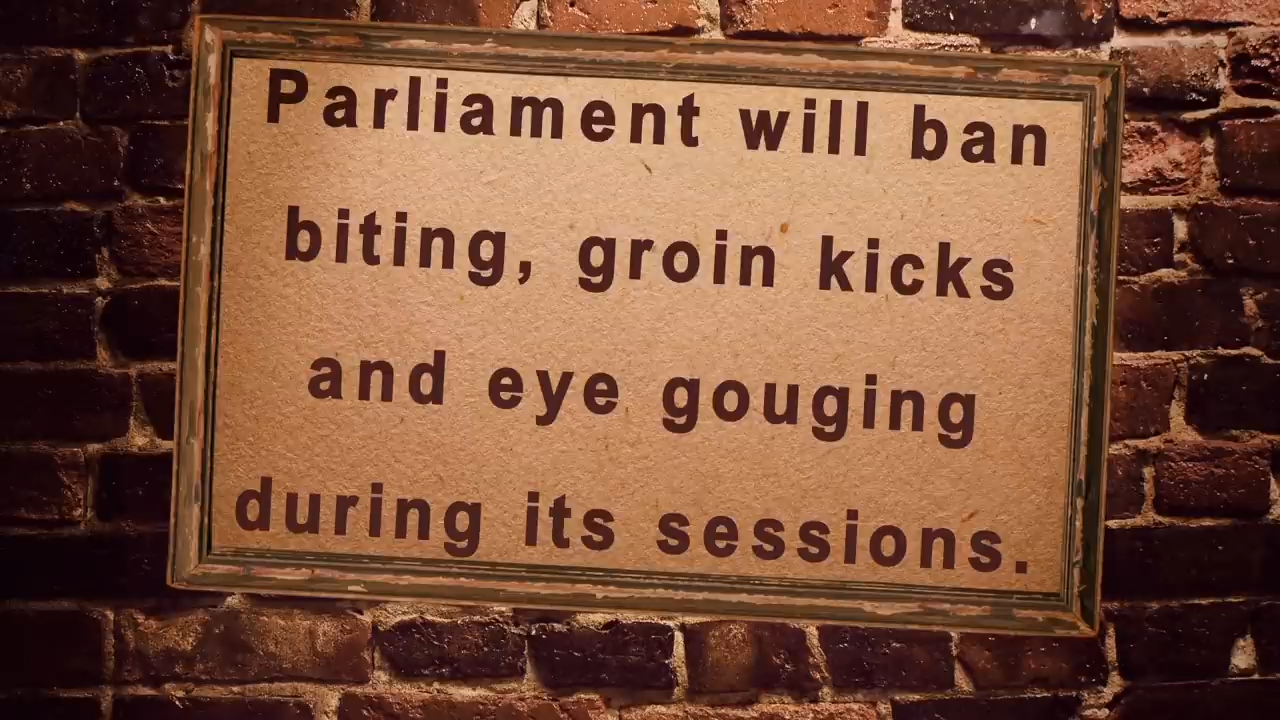 Parliament will ban
biting, groin kicks
and eye gouging
during its sessions.